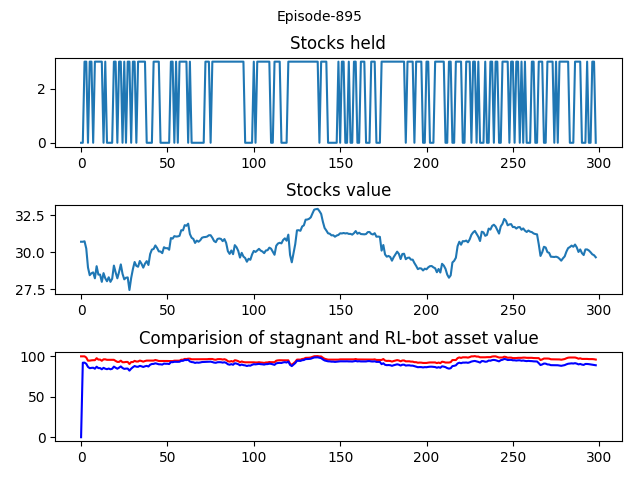 Episode-895
Stocks held
2
0
0 50 100 150 200 250 300
Stocks value
32.5
30.0
27.5
0 50 100 150 200 250 300
Comparision of stagnant and RL-bot asset value
100
50
0
0 50 100 150 200 250 300